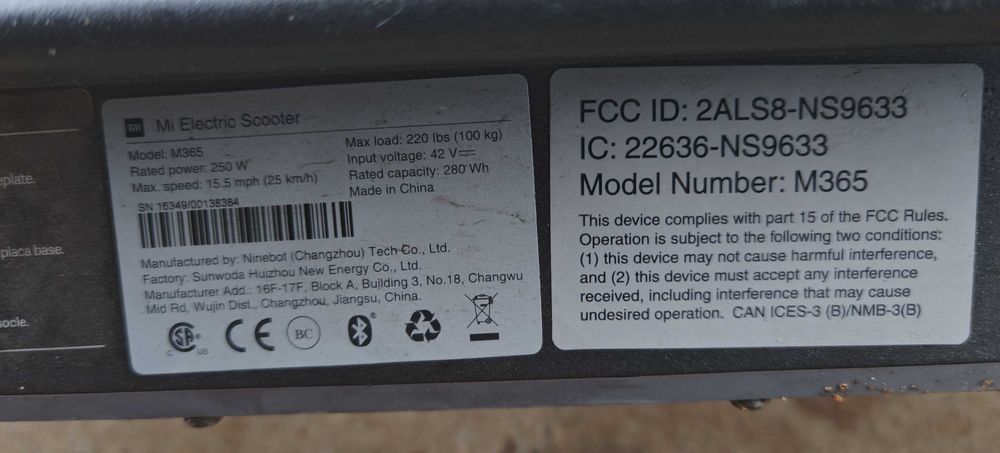 eplate.
placa base.
socle.
mi Mi Electric Scooter
Model: M365
Rated power: 250 W
Max. speed: 15.5 mph (25 km/h)
Max load: 220 lbs (100 kg)
Input voltage: 42 V⎓
Rated capacity: 280 Wh
Made in China
SN 16349/00138384
Manufactured by: Ninebot (Changzhou) Tech Co., Ltd.
Factory: Sunwoda Huizhou New Energy Co., Ltd.
Manufacturer Add.: 16F-17F, Block A, Building 3, No.18, Changwu
Mid Rd, Wujin Dist., Changzhou, Jiangsu, China.
C SA US CE BC ®
FCC ID: 2ALS8-NS9633
IC: 22636-NS9633
Model Number: M365
This device complies with part 15 of the FCC Rules.
Operation is subject to the following two conditions:
(1) this device may not cause harmful interference,
and (2) this device must accept any interference
received, including interference that may cause
undesired operation. CAN ICES-3 (B)/NMB-3(B)